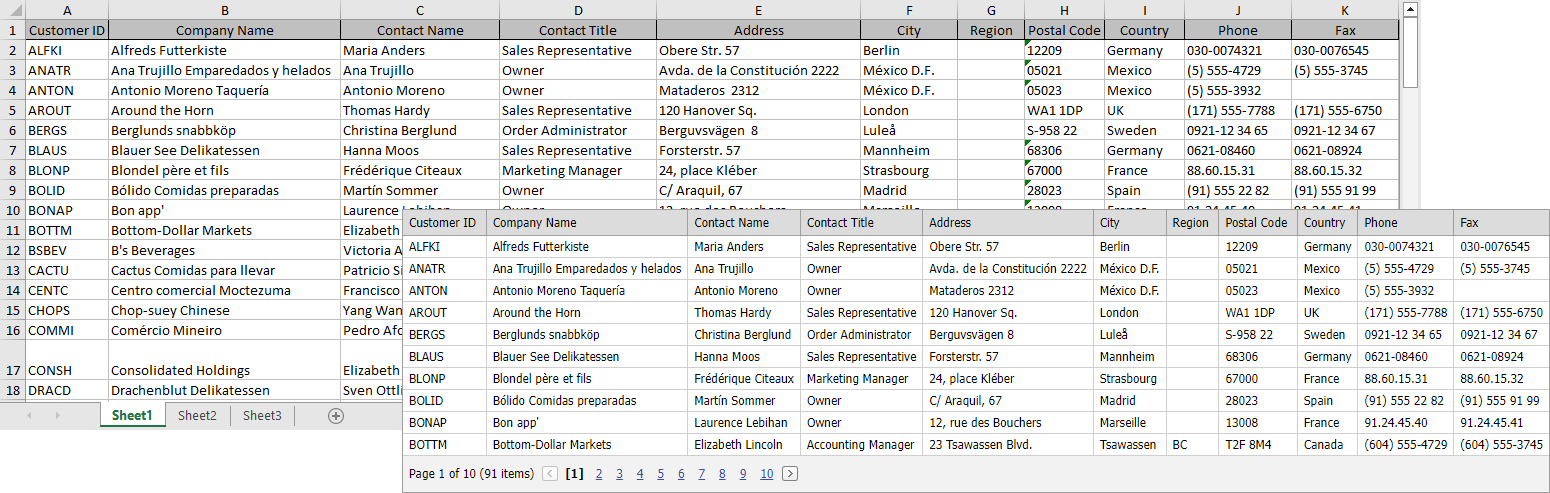 A B C D E F G H I J K
1 Customer ID Company Name Contact Name Contact Title Address City Region Postal Code Country Phone Fax
2 ALFKI Alfreds Futterkiste Maria Anders Sales Representative Obere Str. 57 Berlin 12209 Germany 030-0074321 030-0076545
3 ANATR Ana Trujillo Emparedados y helados Ana Trujillo Owner Avda. de la Constitución 2222 México D.F. 05021 Mexico (5) 555-4729 (5) 555-3745
4 ANTON Antonio Moreno Taquería Antonio Moreno Owner Mataderos 2312 México D.F. 05023 Mexico (5) 555-3932
5 AROUT Around the Horn Thomas Hardy Sales Representative 120 Hanover Sq. London WA1 1DP UK (171) 555-7788 (171) 555-6750
6 BERGS Berglunds snabbköp Christina Berglund Order Administrator Berguvsvägen 8 Luleå S-958 22 Sweden 0921-12 34 65 0921-12 34 67
7 BLAUS Blauer See Delikatessen Hanna Moos Sales Representative Forsterstr. 57 Mannheim 68306 Germany 0621-08460 0621-08924
8 BLONP Blondel père et fils Frédérique Citeaux Marketing Manager 24, place Kléber Strasbourg 67000 France 88.60.15.31 88.60.15.32
9 BOLID Bólido Comidas preparadas Martín Sommer Owner C/ Araquil, 67 Madrid 28023 Spain (91) 555 22 82 (91) 555 91 99
10 BONAP Bon app' Laurence
11 BOTTM Bottom-Dollar Markets Elizabeth
12 BSBEV B's Beverages Victoria A
13 CACTU Cactus Comidas para llevar Patricio Si
14 CENTC Centro comercial Moctezuma Francisco
15 CHOPS Chop-suey Chinese Yang Wan
16 COMMI Comércio Mineiro Pedro Afo
17 CONSH Consolidated Holdings Elizabeth
18 DRACD Drachenblut Delikatessen Sven Ottli
Sheet1 Sheet2 Sheet3
Customer ID Company Name Contact Name Contact Title Address City Region Postal Code Country Phone Fax
ALFKI Alfreds Futterkiste Maria Anders Sales Representative Obere Str. 57 Berlin 12209 Germany 030-0074321 030-0076545
ANATR Ana Trujillo Emparedados y helados Ana Trujillo Owner Avda. de la Constitución 2222 México D.F. 05021 Mexico (5) 555-4729 (5) 555-3745
ANTON Antonio Moreno Taquería Antonio Moreno Owner Mataderos 2312 México D.F. 05023 Mexico (5) 555-3932
AROUT Around the Horn Thomas Hardy Sales Representative 120 Hanover Sq. London WA1 1DP UK (171) 555-7788 (171) 555-6750
BERGS Berglunds snabbköp Christina Berglund Order Administrator Berguvsvägen 8 Luleå S-958 22 Sweden 0921-12 34 65 0921-12 34 67
BLAUS Blauer See Delikatessen Hanna Moos Sales Representative Forsterstr. 57 Mannheim 68306 Germany 0621-08460 0621-08924
BLONP Blondel père et fils Frédérique Citeaux Marketing Manager 24, place Kléber Strasbourg 67000 France 88.60.15.31 88.60.15.32
BOLID Bólido Comidas preparadas Martín Sommer Owner C/ Araquil, 67 Madrid 28023 Spain (91) 555 22 82 (91) 555 91 99
BONAP Bon app' Laurence Lebihan Owner 12, rue des Bouchers Marseille 13008 France 91.24.45.40 91.24.45.41
BOTTM Bottom-Dollar Markets Elizabeth Lincoln Accounting Manager 23 Tsawassen Blvd. Tsawassen BC T2F 8M4 Canada (604) 555-4729 (604) 555-3745
Page 1 of 10 (91 items) [1] 2 3 4 5 6 7 8 9 10